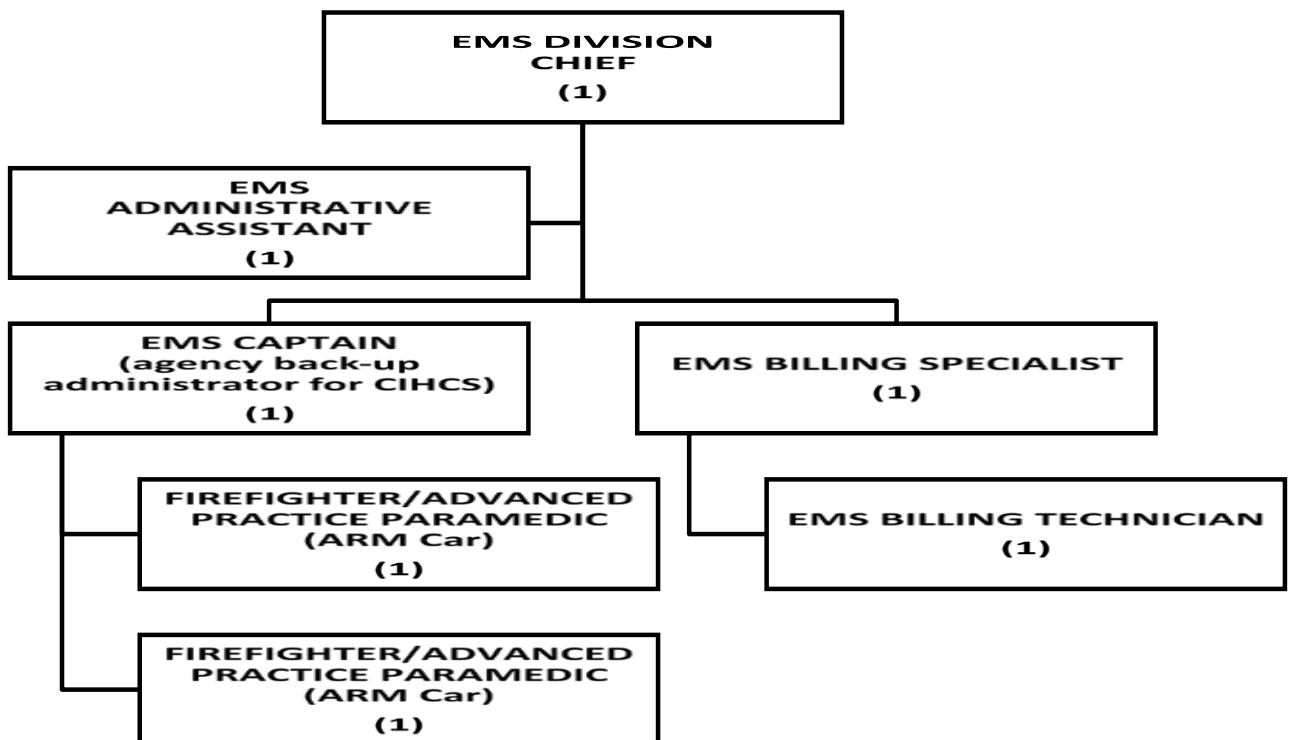 EMS DIVISION
CHIEF
(1)
EMS
ADMINISTRATIVE
ASSISTANT
(1)
EMS CAPTAIN
(agency back-up
administrator for CIHCS)
(1)
EMS BILLING SPECIALIST
(1)
FIREFIGHTER/ADVANCED
PRACTICE PARAMEDIC
(ARM Car)
(1)
EMS BILLING TECHNICIAN
(1)
FIREFIGHTER/ADVANCED
PRACTICE PARAMEDIC
(ARM Car)
(1)